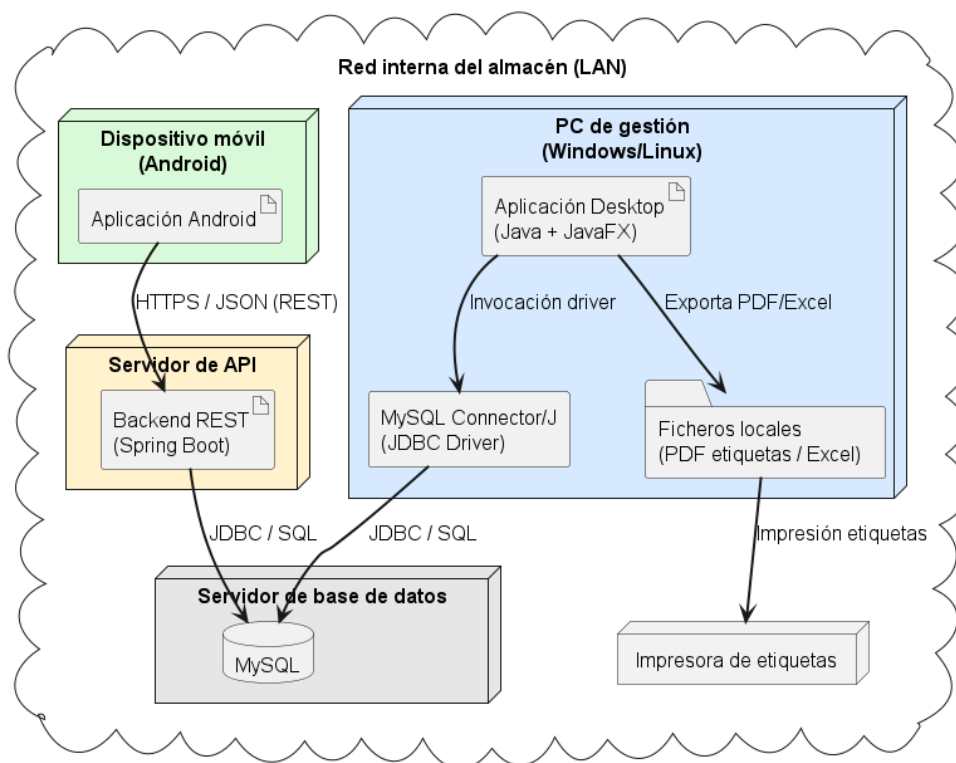 Red interna del almacén (LAN)
Dispositivo móvil
(Android)
Aplicación Android
PC de gestión
(Windows/Linux)
Aplicación Desktop
(Java + JavaFX)
HTTPS / JSON (REST)
Invocación driver
Exporta PDF/Excel
Servidor de API
Backend REST
(Spring Boot)
MySQL Connector/J
(JDBC Driver)
Ficheros locales
(PDF etiquetas / Excel)
JDBC / SQL
JDBC / SQL
Impresión etiquetas
Servidor de base de datos
MySQL
Impresora de etiquetas